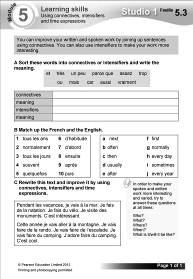 Module 5
Learning skills
Using connectives, intensifiers
and time expressions
Studio 1 Feuille 5.3
You can improve your written and spoken work by joining up sentences
using connectives. You can also use intensifiers to make your work more
interesting.
A Sort these words into connectives or intensifiers and write the
meaning.
et très un peu parce que assez trop
ou mais car aussi vraiment
connectives
meaning
intensifiers
meaning
B Match up the French and the English.
1 tous les ans 6 d'habitude a next f first
2 normalement 7 d'abord b often g normally
3 tous les jours 8 ensuite c then h every day
4 souvent 9 après d usually i sometimes
5 quelquefois 10 puis e after j every year
C Rewrite this text and improve it by using
connectives, intensifiers and time
expressions.
Pendant les vacances, je vais à la mer. Je fais
de la natation. Je fais du vélo. Je visite des
monuments. C'est intéressant.
Cette année je vais aller à la montagne. Je vais
faire de la rando. Je vais faire de l'escalade. Je
vais faire du camping. J'adore faire du camping.
C'est cool.
In order to make your
spoken and written
work more interesting
and varied, try to
answer these questions
at all times.
Who?
What?
Where?
When?
What is/was it like?
© Pearson Education Limited 2010
Printing and photocopying permitted
Page 1 of 1